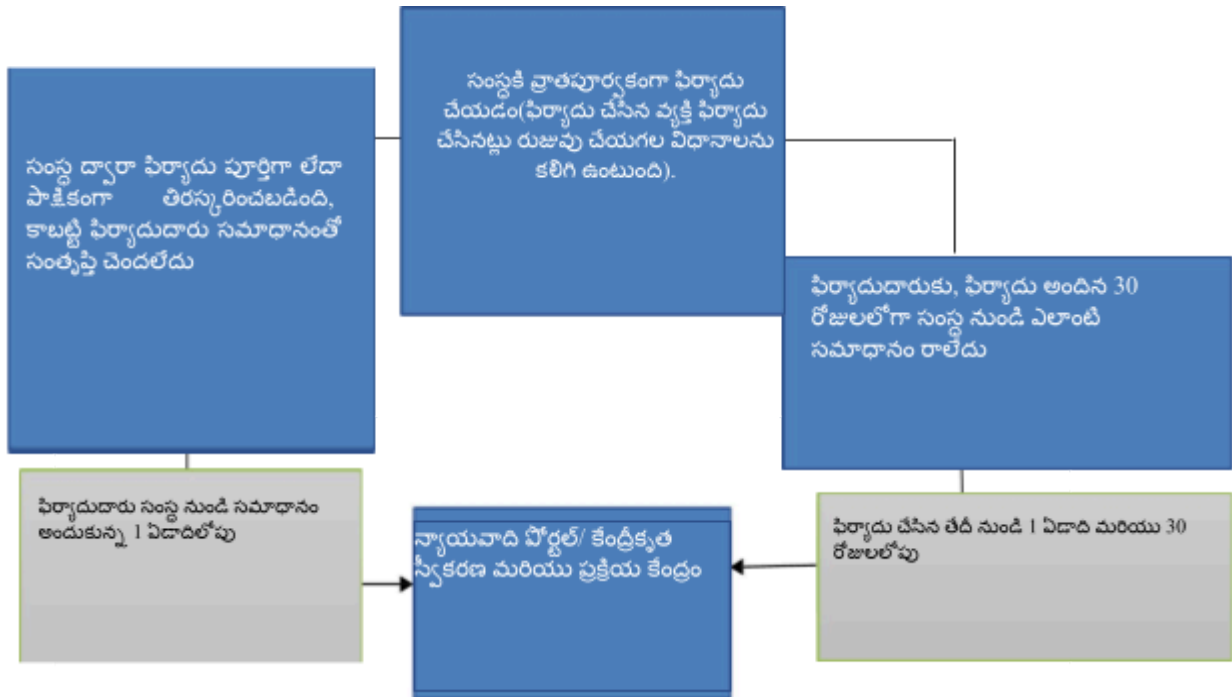 సంస్థకి వ్రాతపూర్వకంగా ఫిర్యాదు
చేయడం(ఫిర్యాదు చేసిన వ్యక్తి ఫిర్యాదు
చేసినట్లు రుజువు చేయగల విధానాలను
కలిగి ఉంటుంది).
సంస్థ ద్వారా ఫిర్యాదు పూర్తిగా లేదా
పాక్షికంగా తిరస్కరించబడింది,
కాబట్టి ఫిర్యాదుదారు సమాధానంతో
సంతృప్తి చెందలేదు
ఫిర్యాదుదారుకు, ఫిర్యాదు అందిన 30
రోజులలోగా సంస్థ నుండి ఎలాంటి
సమాధానం రాలేదు
ఫిర్యాదుదారు సంస్థ నుండి సమాధానం
అందుకున్న 1 ఏడాదిలోపు
న్యాయవాది పోర్టల్/ కేంద్రీకృత
స్వీకరణ మరియు ప్రక్రియ కేంద్రం
ఫిర్యాదు చేసిన తేదీ నుండి 1 ఏడాది మరియు 30
రోజులలోపు